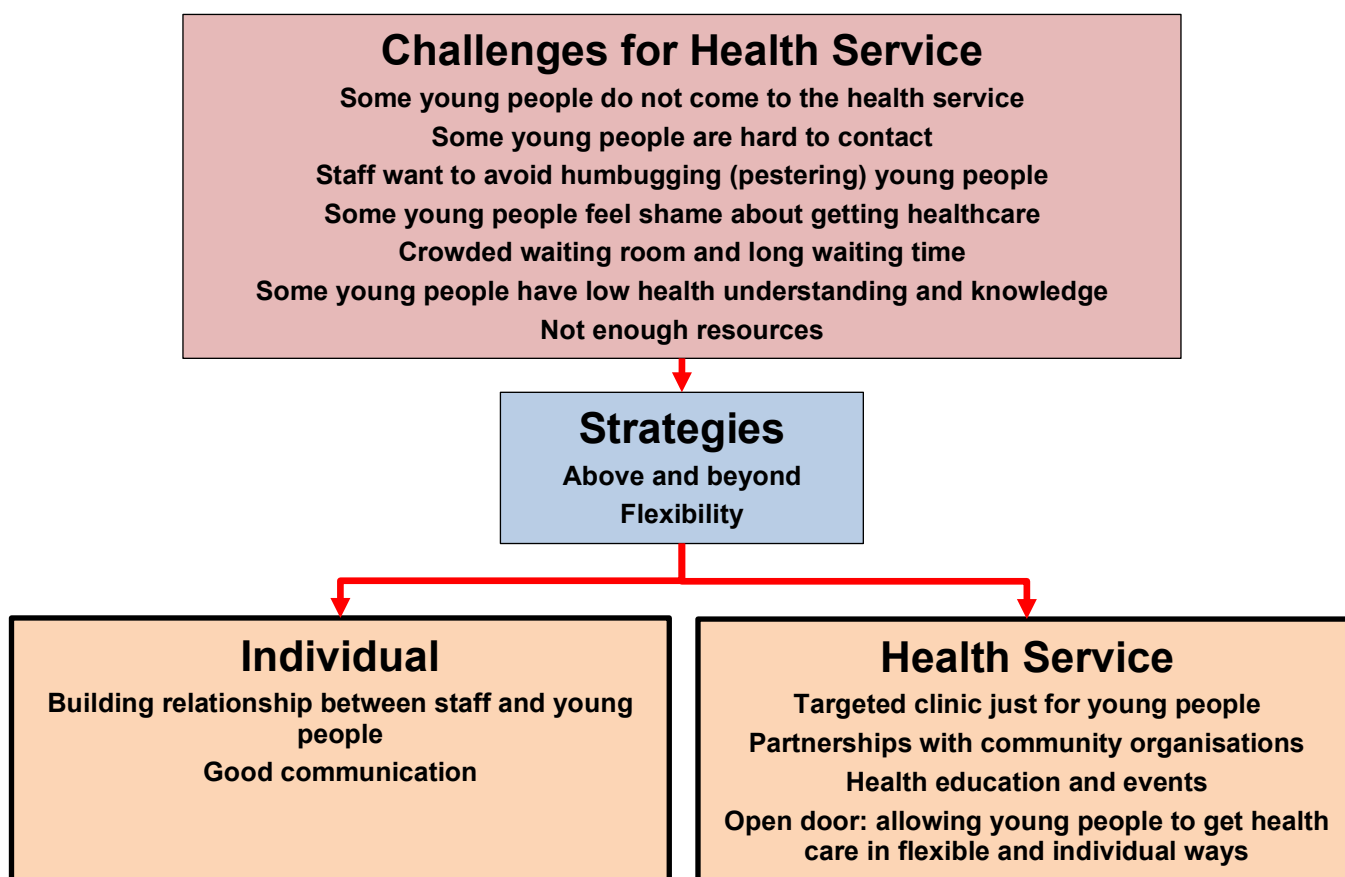 Challenges for Health Service
Some young people do not come to the health service
Some young people are hard to contact
Staff want to avoid humbugging (pestering) young people
Some young people feel shame about getting healthcare
Crowded waiting room and long waiting time
Some young people have low health understanding and knowledge
Not enough resources
Strategies
Above and beyond
Flexibility
Individual
Building relationship between staff and young
people
Good communication
Health Service
Targeted clinic just for young people
Partnerships with community organisations
Health education and events
Open door: allowing young people to get health
care in flexible and individual ways